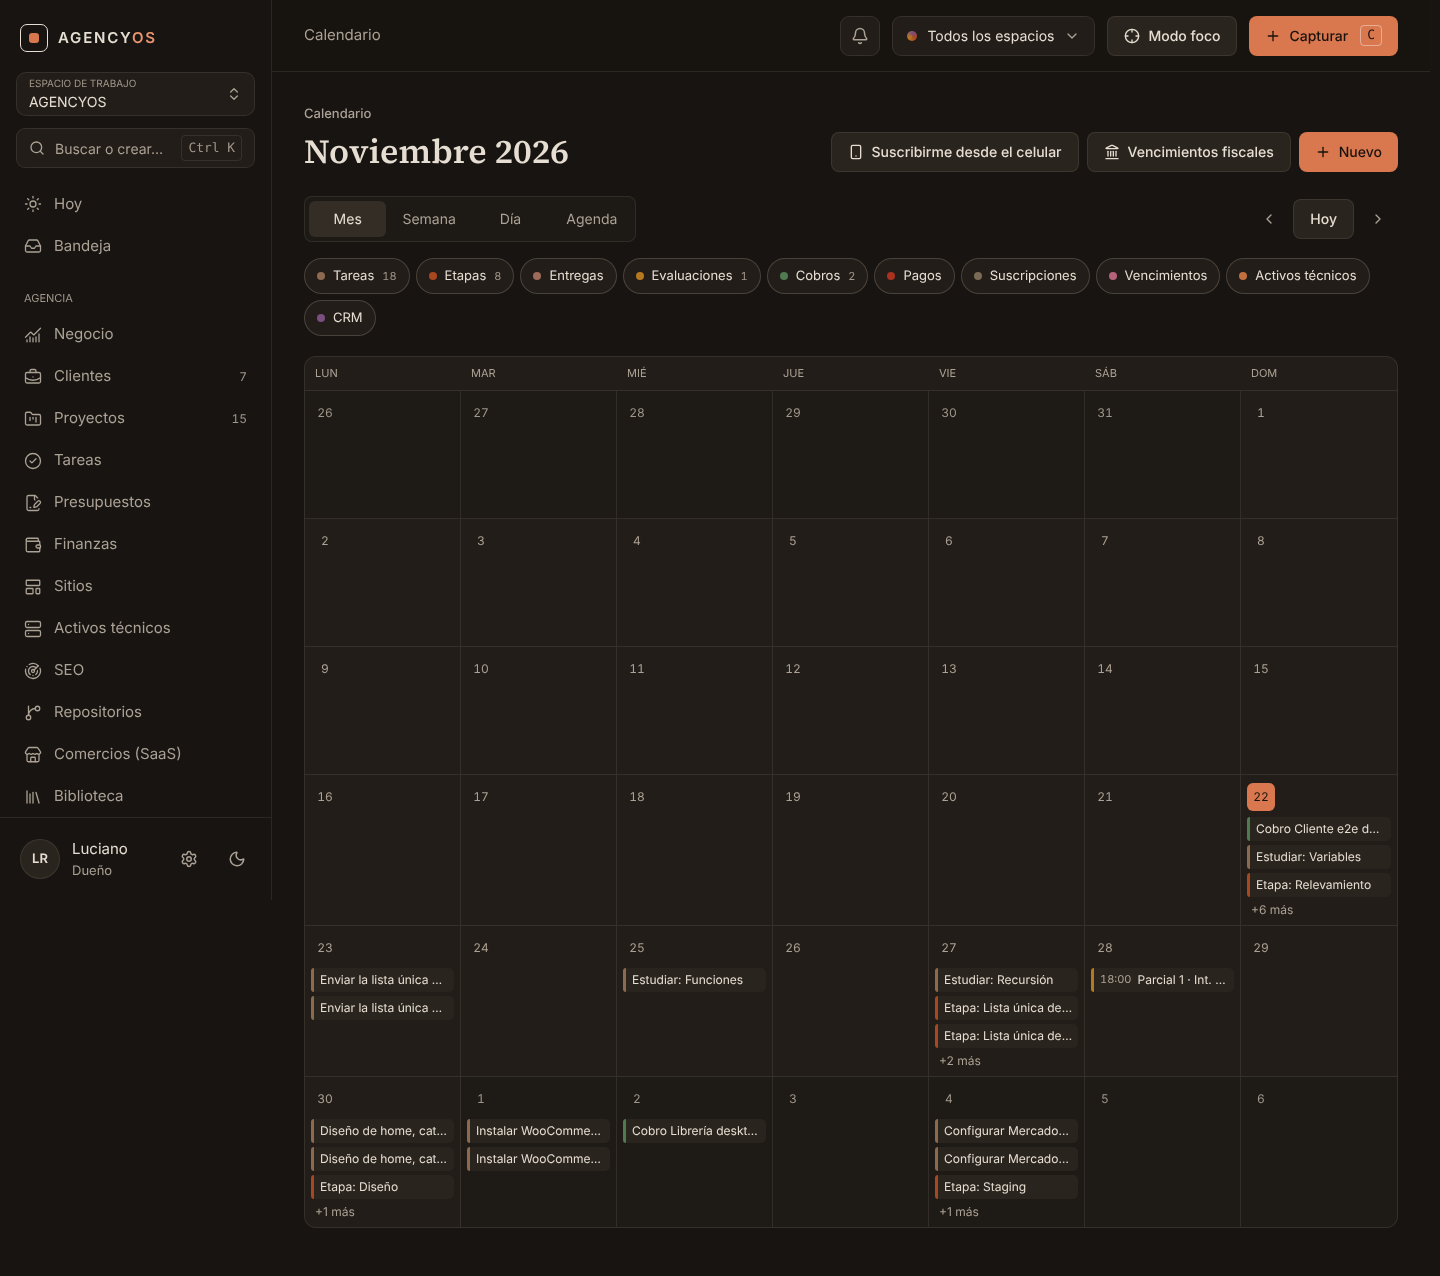 AGENCYOS
ESPACIO DE TRABAJO
AGENCYOS
Buscar o crear... Ctrl K
Hoy
Bandeja
AGENCIA
Negocio
Clientes 7
Proyectos 15
Tareas
Presupuestos
Finanzas
Sitios
Activos técnicos
SEO
Repositorios
Comercios (SaaS)
Biblioteca
LR
Luciano
Dueño
Calendario
Todos los espacios
Modo foco
Capturar C
Calendario
Noviembre 2026
Suscribirme desde el celular
Vencimientos fiscales
Nuevo
Mes Semana Día Agenda
Hoy
Tareas 18 Etapas 8 Entregas Evaluaciones 1 Cobros 2 Pagos Suscripciones Vencimientos Activos técnicos
CRM
LUN MAR MIÉ JUE VIE SÁB DOM
26 27 28 29 30 31 1
2 3 4 5 6 7 8
9 10 11 12 13 14 15
16 17 18 19 20 21 22
Cobro Cliente e2e d...
Estudiar: Variables
Etapa: Relevamiento
+6 más
23 24 25 26 27 28 29
Enviar la lista única ... Estudiar: Funciones Estudiar: Recursión 18:00 Parcial 1 · Int. ...
Enviar la lista única ... Etapa: Lista única de...
Etapa: Lista única de...
+2 más
30 1 2 3 4 5 6
Diseño de home, cat... Instalar WooComme... Cobro Librería deskt... Configurar Mercado...
Diseño de home, cat... Instalar WooComme... Configurar Mercado...
Etapa: Diseño Etapa: Staging
+1 más +1 más